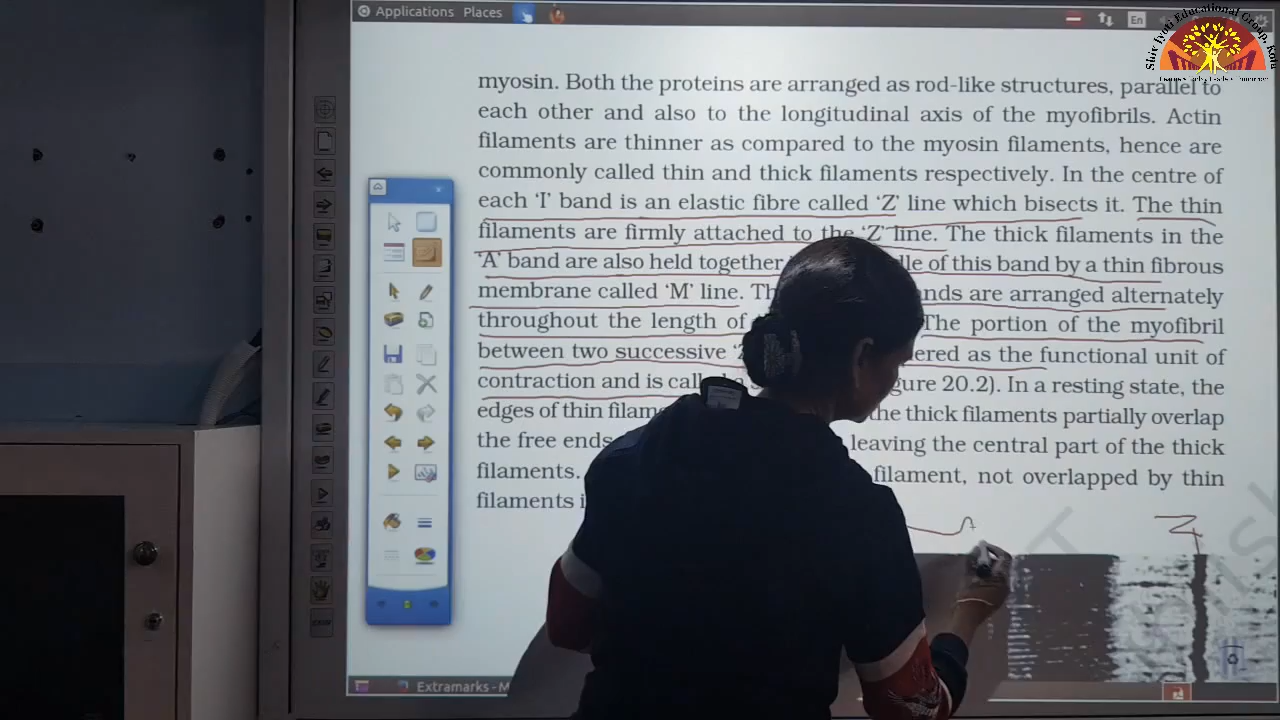 Applications Places
En
Shiv Jyoti Educational Group, Kota
myosin. Both the proteins are arranged as rod-like structures, parallel to
each other and also to the longitudinal axis of the myofibrils. Actin
filaments are thinner as compared to the myosin filaments, hence are
commonly called thin and thick filaments respectively. In the centre of
each ‘I’ band is an elastic fibre called ‘Z’ line which bisects it. The thin
filaments are firmly attached to the ‘Z’ line. The thick filaments in the
‘A’ band are also held together of this band by a thin fibrous
membrane called ‘M’ line. are arranged alternately
throughout the length of The portion of the myofibril
between two successive as the functional unit of
contraction and is 20.2). In a resting state, the
edges of thin the thick filaments partially overlap
the free ends leaving the central part of the thick
filaments. filament, not overlapped by thin
filaments
Z
Extramarks - M